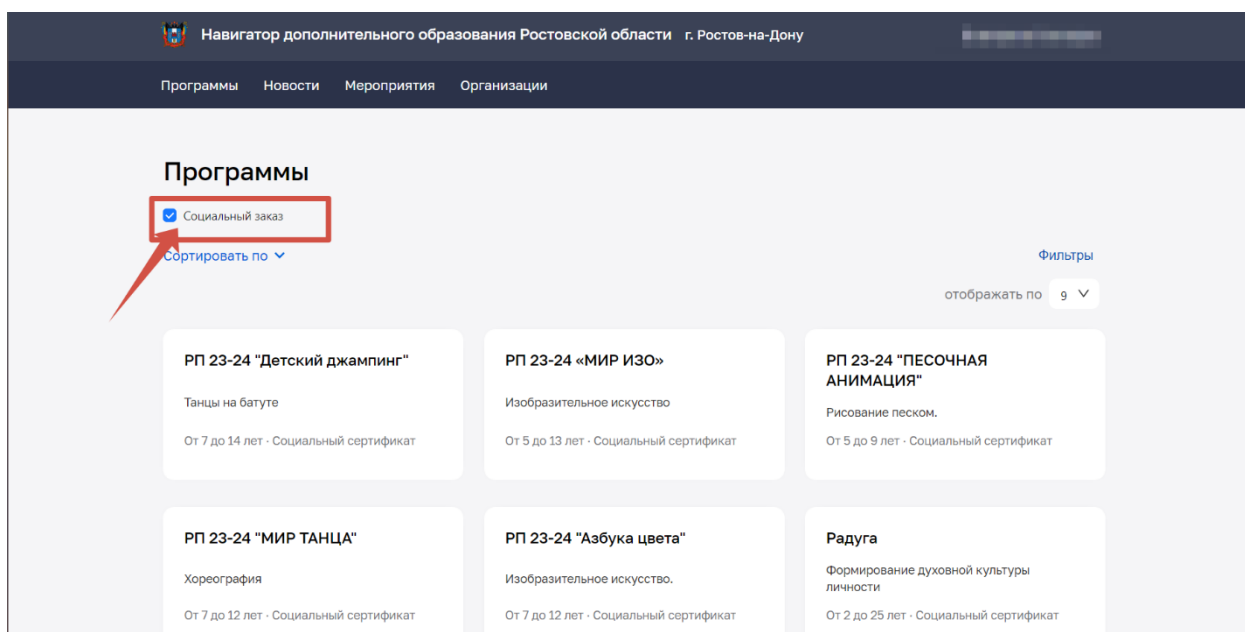 Навигатор дополнительного образования Ростовской области г. Ростов-на-Дону
Программы Новости Мероприятия Организации
Программы
Социальный заказ
Сортировать по
Фильтры
отображать по 9
РП 23-24 "Детский джампинг"
Танцы на батуте
От 7 до 14 лет · Социальный сертификат
РП 23-24 «МИР ИЗО»
Изобразительное искусство
От 5 до 13 лет · Социальный сертификат
РП 23-24 "ПЕСОЧНАЯ
АНИМАЦИЯ"
Рисование песком.
От 5 до 9 лет · Социальный сертификат
РП 23-24 "МИР ТАНЦА"
Хореография
От 7 до 12 лет · Социальный сертификат
РП 23-24 "Азбука цвета"
Изобразительное искусство.
От 7 до 12 лет · Социальный сертификат
Радуга
Формирование духовной культуры
личности
От 2 до 25 лет · Социальный сертификат